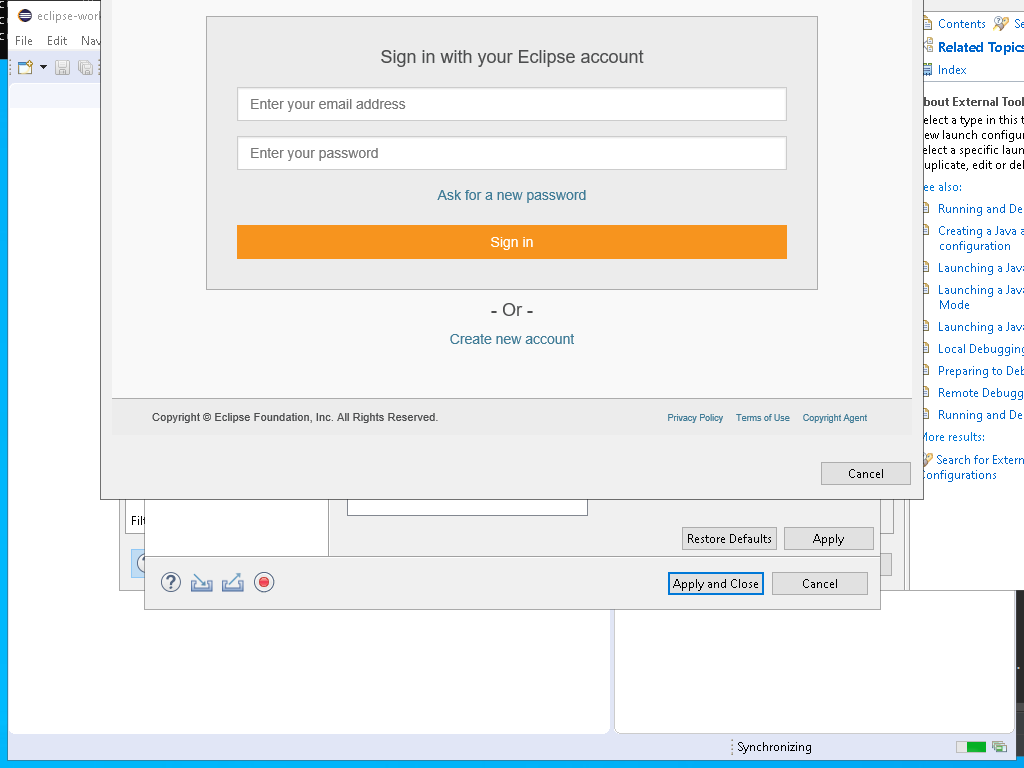 eclipse-work
File Edit Nav
Sign in with your Eclipse account
Enter your email address
Enter your password
Ask for a new password
Sign in
- Or -
Create new account
Copyright © Eclipse Foundation, Inc. All Rights Reserved.
Privacy Policy Terms of Use Copyright Agent
Cancel
Contents Se
Related Topics
Index
bout External Tool
elect a type in this t
ew launch configur
elect a specific laun
uplicate, edit or del
ee also:
Running and De
Creating a Java a
configuration
Launching a Java
Launching a Java
Mode
Launching a Java
Local Debugging
Preparing to Deb
Remote Debugg
Running and De
More results:
Search for Extern
onfigurations
Filt
Restore Defaults Apply
Apply and Close Cancel
Synchronizing